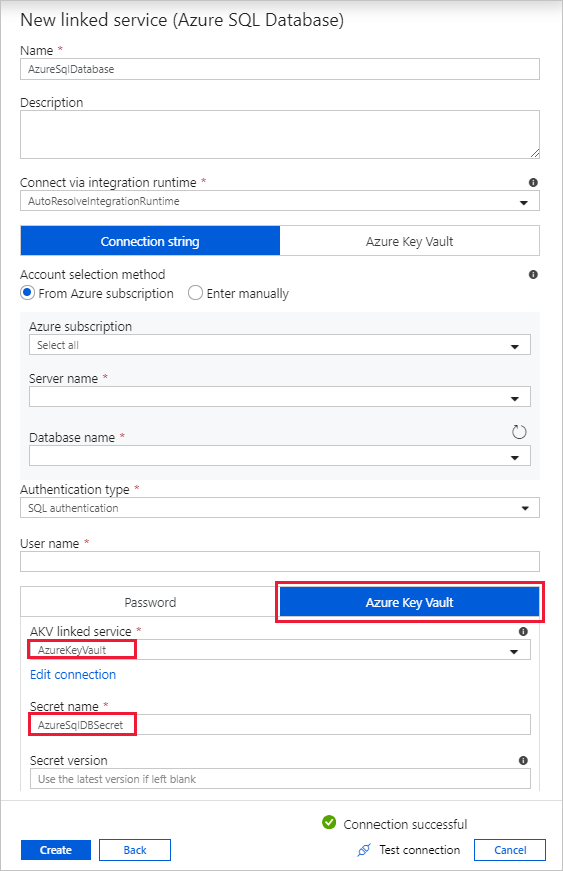 New linked service (Azure SQL Database)
Name *
AzureSqlDatabase
Description
Connect via integration runtime *
AutoResolveIntegrationRuntime
Connection string
Azure Key Vault
Account selection method
From Azure subscription
Enter manually
Azure subscription
Select all
Server name *
Database name *
Authentication type *
SQL authentication
User name *
Password
Azure Key Vault
AKV linked service *
AzureKeyVault
Edit connection
Secret name *
AzureSqlDBSecret
Secret version
Use the latest version if left blank
Connection successful
Create
Back
Test connection
Cancel